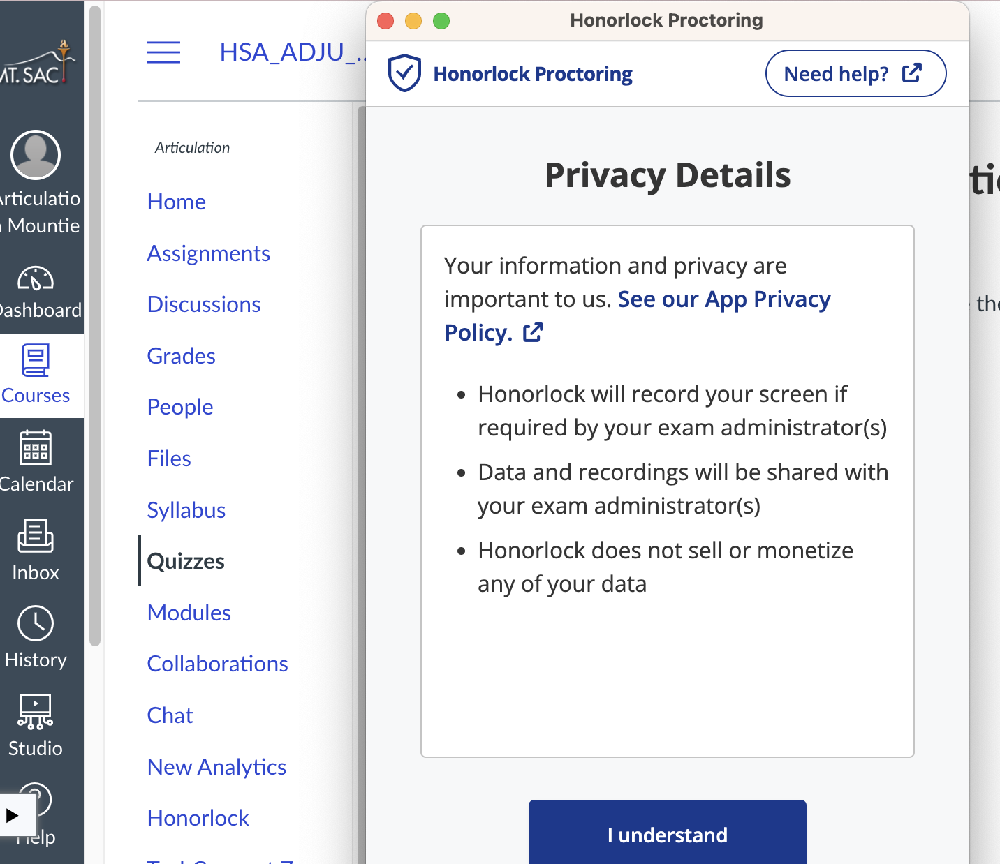 MT. SAC
Articulatio
n Mountie
Dashboard
Courses
Calendar
Inbox
History
Studio
Help
HSA_ADJU_...
Articulation
Home
Assignments
Discussions
Grades
People
Files
Syllabus
Quizzes
Modules
Collaborations
Chat
New Analytics
Honorlock
Honorlock Proctoring
Honorlock Proctoring
Need help?
Privacy Details
Your information and privacy are
important to us. See our App Privacy
Policy.
• Honorlock will record your screen if
required by your exam administrator(s)
• Data and recordings will be shared with
your exam administrator(s)
• Honorlock does not sell or monetize
any of your data
I understand